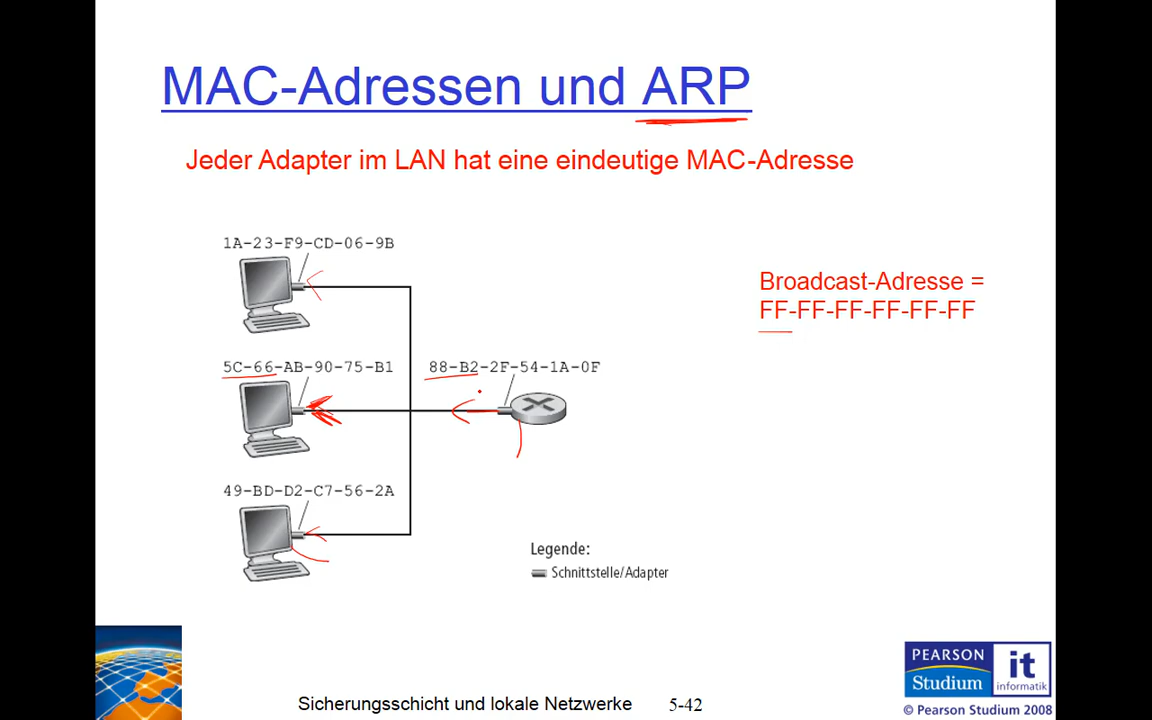 MAC-Adressen und ARP
Jeder Adapter im LAN hat eine eindeutige MAC-Adresse
1A-23-F9-CD-06-9B
Broadcast-Adresse =
FF-FF-FF-FF-FF-FF
5C-66-AB-90-75-B1
88-B2-2F-54-1A-0F
49-BD-D2-C7-56-2A
Legende:
Schnittstelle/Adapter
PEARSON
Studium
it
informatik
Sicherungsschicht und lokale Netzwerke 5-42
© Pearson Studium 2008